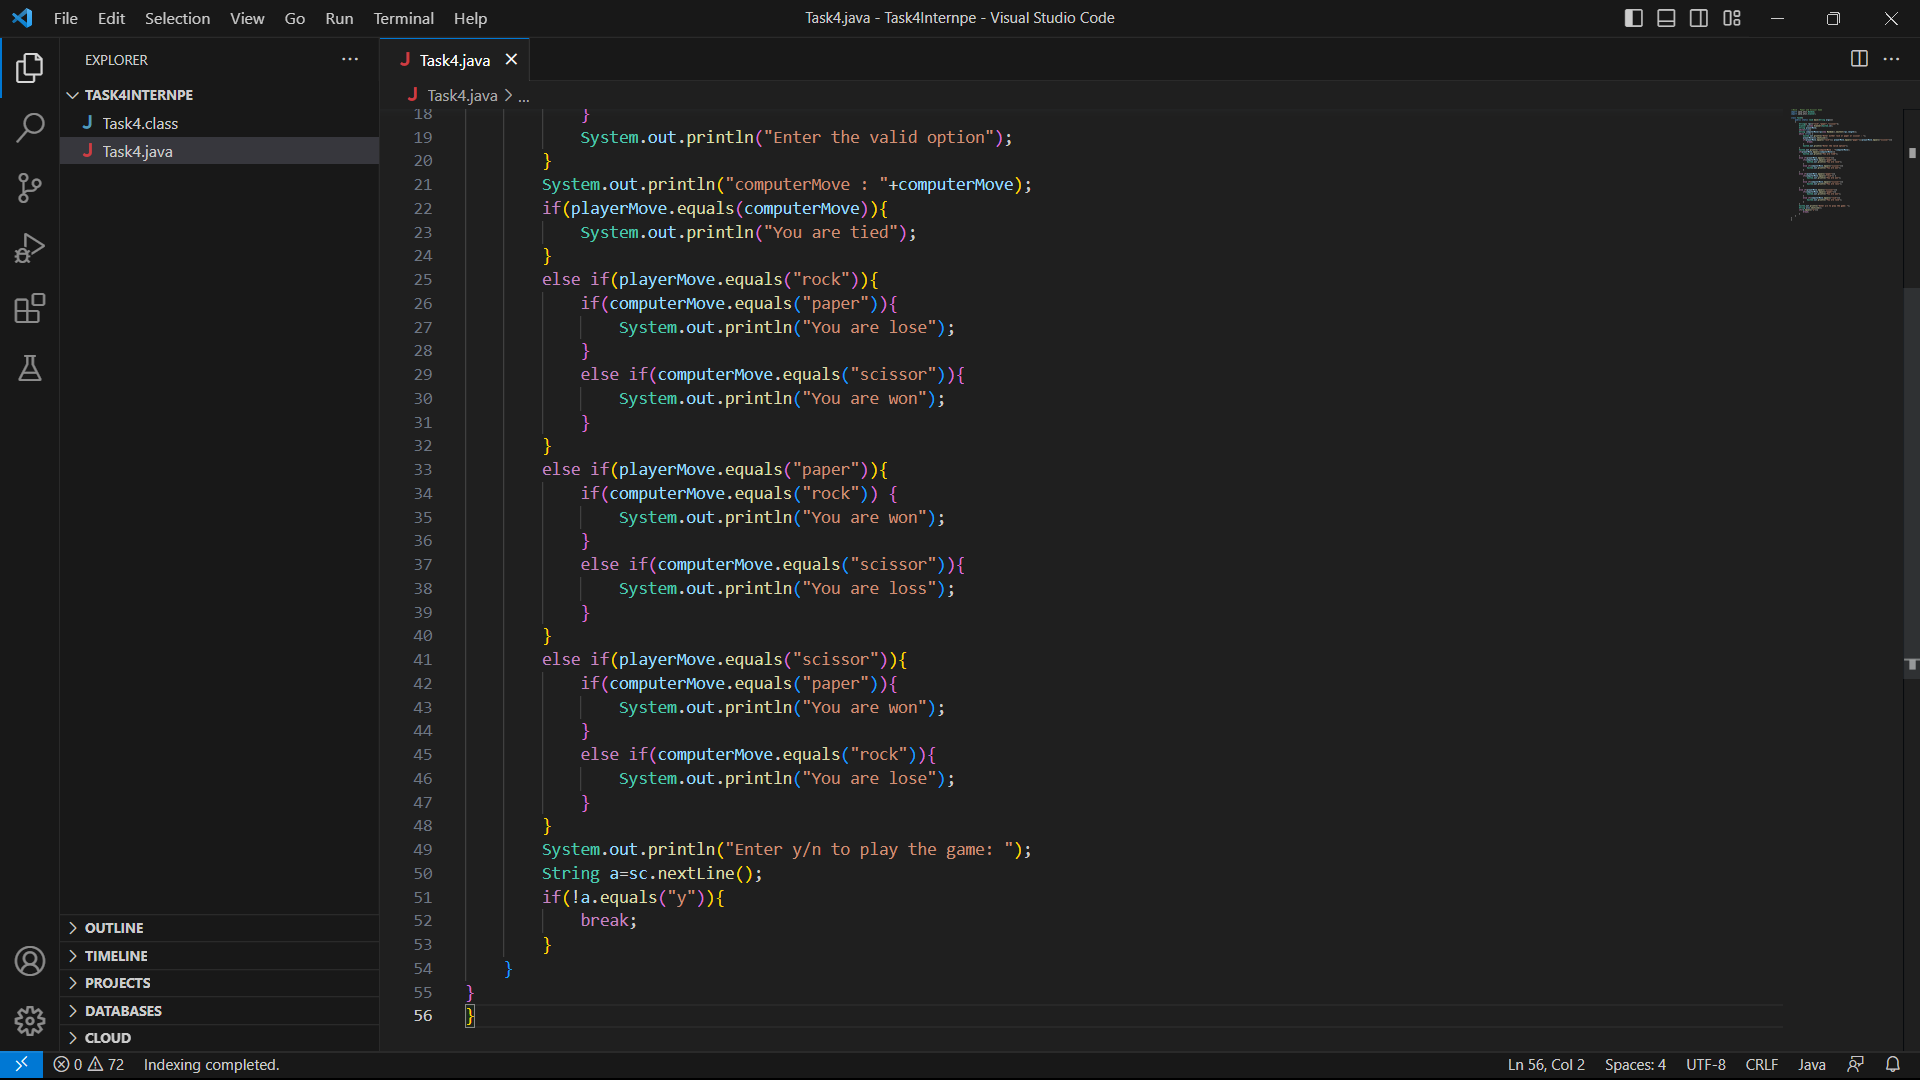 File Edit Selection View Go Run Terminal Help
Task4.java - Task4Internpe - Visual Studio Code
EXPLORER
TASK4INTERNPE
J Task4.class
J Task4.java
OUTLINE
TIMELINE
PROJECTS
DATABASES
CLOUD
J Task4.java
J Task4.java > ...
18 }
19 System.out.println("Enter the valid option");
20 }
21 System.out.println("computerMove : "+computerMove);
22 if(playerMove.equals(computerMove)){
23 System.out.println("You are tied");
24 }
25 else if(playerMove.equals("rock")){
26 if(computerMove.equals("paper")){
27 System.out.println("You are lose");
28 }
29 else if(computerMove.equals("scissor")){
30 System.out.println("You are won");
31 }
32 }
33 else if(playerMove.equals("paper")){
34 if(computerMove.equals("rock")) {
35 System.out.println("You are won");
36 }
37 else if(computerMove.equals("scissor")){
38 System.out.println("You are loss");
39 }
40 }
41 else if(playerMove.equals("scissor")){
42 if(computerMove.equals("paper")){
43 System.out.println("You are won");
44 }
45 else if(computerMove.equals("rock")){
46 System.out.println("You are lose");
47 }
48 }
49 System.out.println("Enter y/n to play the game: ");
50 String a=sc.nextLine();
51 if(!a.equals("y")){
52 break;
53 }
54 }
55 }
56 }
0 72 Indexing completed.
Ln 56, Col 2 Spaces: 4 UTF-8 CRLF Java